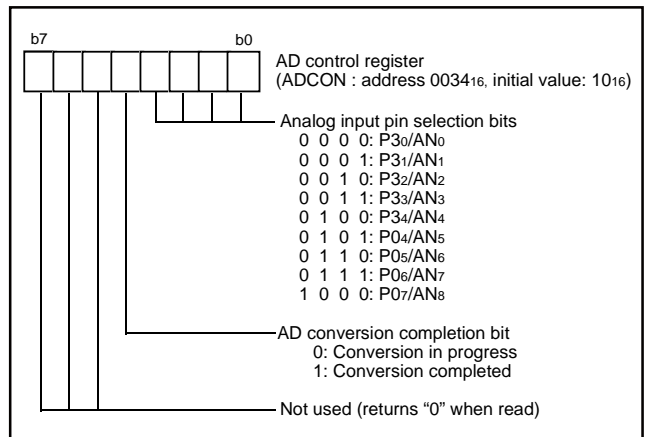 b7 b0
AD control register
(ADCON : address 003416, initial value: 1016)
Analog input pin selection bits
0 0 0 0: P30/AN0
0 0 0 1: P31/AN1
0 0 1 0: P32/AN2
0 0 1 1: P33/AN3
0 1 0 0: P34/AN4
0 1 0 1: P04/AN5
0 1 1 0: P05/AN6
0 1 1 1: P06/AN7
1 0 0 0: P07/AN8
AD conversion completion bit
0: Conversion in progress
1: Conversion completed
Not used (returns “0” when read)